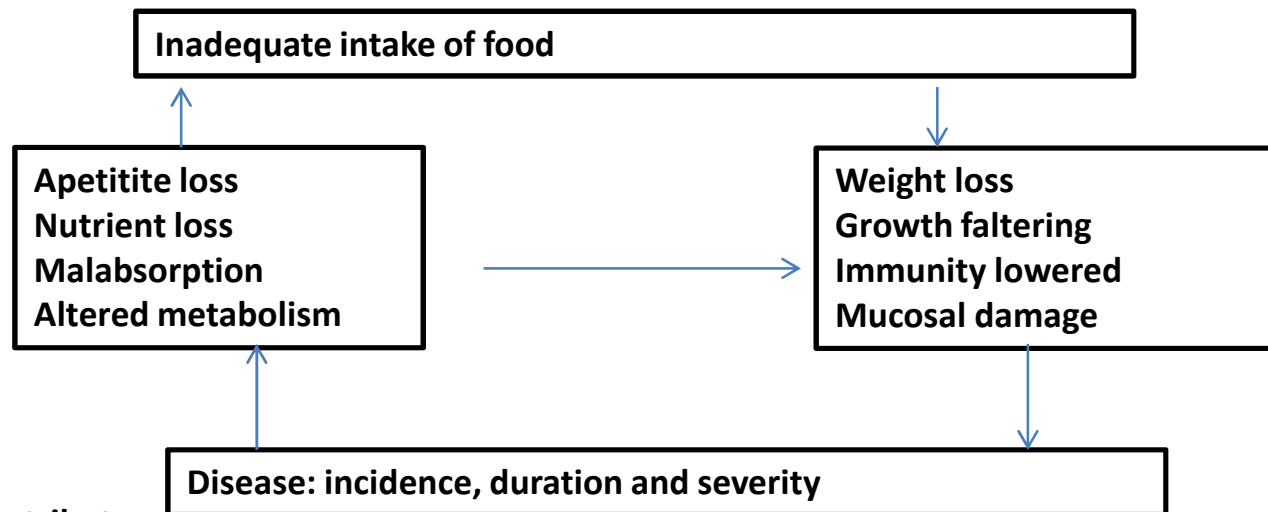 Inadequate intake of food
Apetitite loss
Nutrient loss
Malabsorption
Altered metabolism
Weight loss
Growth faltering
Immunity lowered
Mucosal damage
Disease: incidence, duration and severity